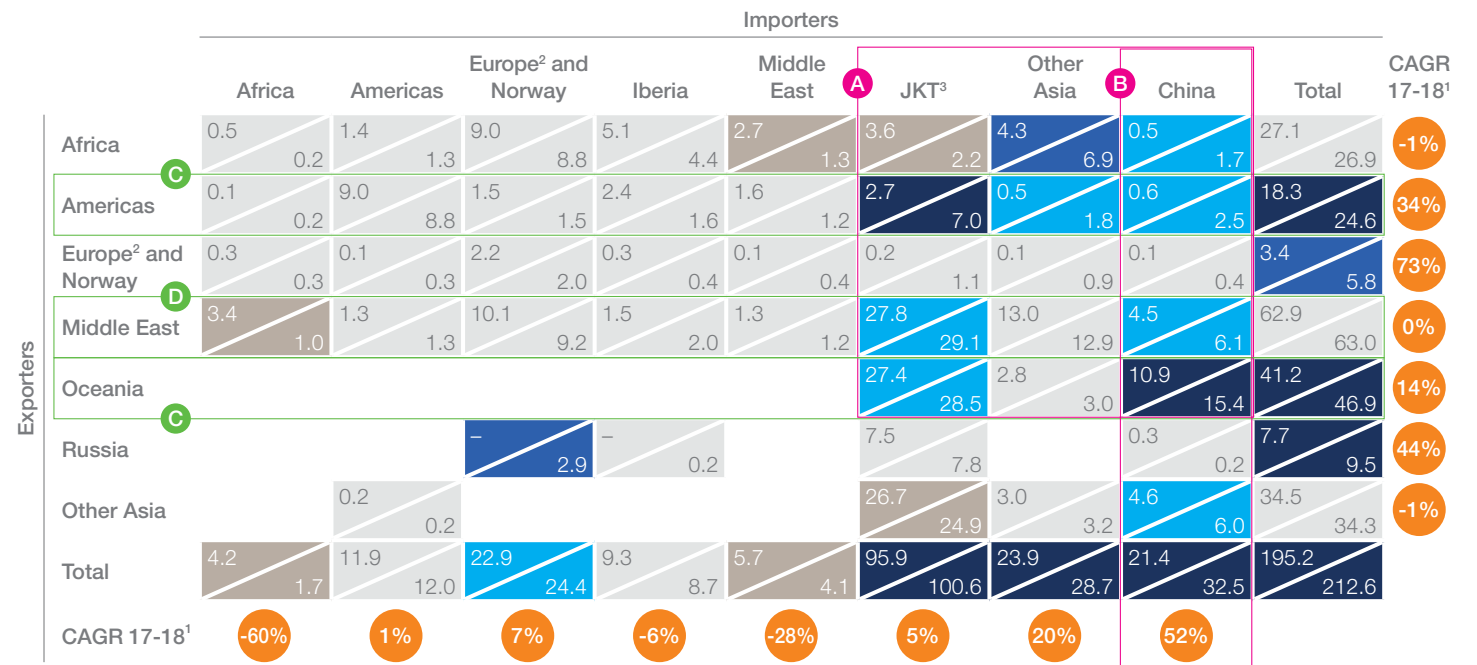 Importers
Africa Americas Europe² and Norway Iberia Middle East A JKT³ Other Asia B China Total CAGR 17-18¹
Exporters
Africa 0.5 0.2 1.4 1.3 9.0 8.8 5.1 4.4 2.7 1.3 3.6 2.2 4.3 6.9 0.5 1.7 27.1 26.9 -1%
C
Americas 0.1 0.2 9.0 8.8 1.5 1.5 2.4 1.6 1.6 1.2 2.7 7.0 0.5 1.8 0.6 2.5 18.3 24.6 34%
Europe² and Norway 0.3 0.3 0.1 0.3 2.2 2.0 0.3 0.4 0.1 0.4 0.2 1.1 0.1 0.9 0.1 0.4 3.4 5.8 73%
D
Middle East 3.4 1.0 1.3 1.3 10.1 9.2 1.5 2.0 1.3 1.2 27.8 29.1 13.0 12.9 4.5 6.1 62.9 63.0 0%
Oceania 27.4 28.5 2.8 3.0 10.9 15.4 41.2 46.9 14%
C
Russia – 2.9 – 0.2 7.5 7.8 0.3 0.2 7.7 9.5 44%
Other Asia 0.2 0.2 26.7 24.9 3.0 3.2 4.6 6.0 34.5 34.3 -1%
Total 4.2 1.7 11.9 12.0 22.9 24.4 9.3 8.7 5.7 4.1 95.9 100.6 23.9 28.7 21.4 32.5 195.2 212.6
CAGR 17-18¹ -60% 1% 7% -6% -28% 5% 20% 52%